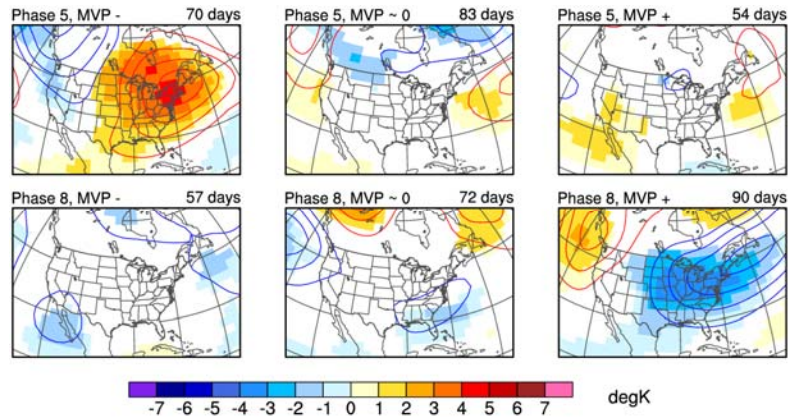 Phase 5, MVP - 70 days
Phase 5, MVP ~ 0 83 days
Phase 5, MVP + 54 days
Phase 8, MVP - 57 days
Phase 8, MVP ~ 0 72 days
Phase 8, MVP + 90 days
-7 -6 -5 -4 -3 -2 -1 0 1 2 3 4 5 6 7 degK